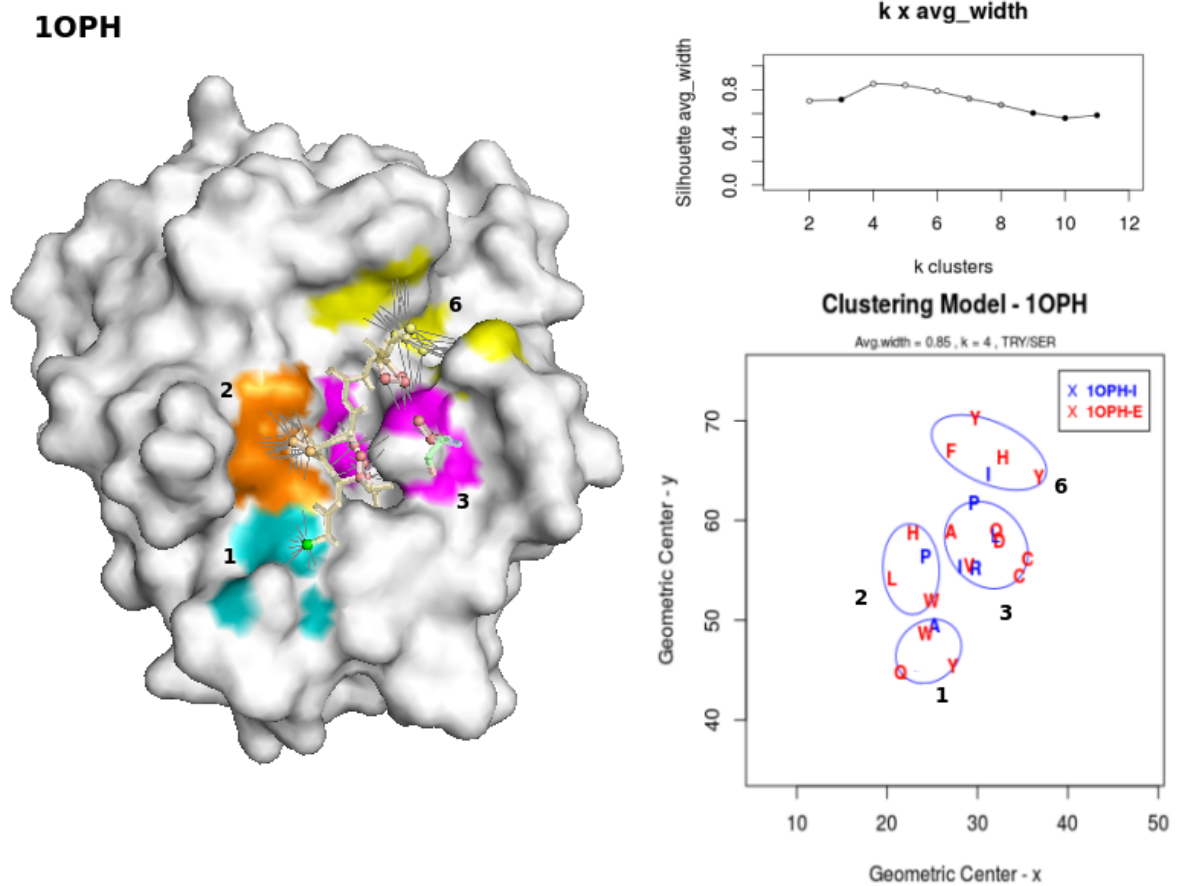 1OPH
6
2
3
1
k x avg_width
Silhouette avg_width
0.0 0.4 0.8
2 4 6 8 10 12
k clusters
Clustering Model - 1OPH
Avg.width = 0.85 , k = 4 , TRY/SER
X 1OPH-I
X 1OPH-E
Geometric Center - y
70
60
50
40
Y
F H
I Y
6
P
H A Q
P D
I V R C
L C
W
2
3
W A
Q Y
1
10 20 30 40 50
Geometric Center - x